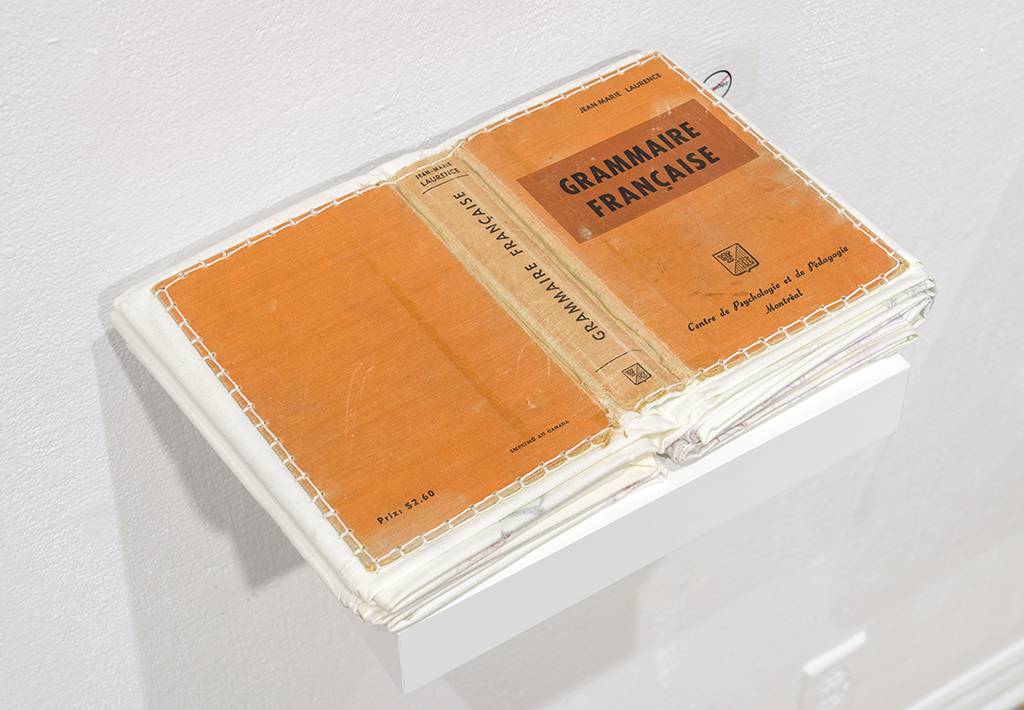 JEAN-MARIE LAURENCE
GRAMMAIRE
FRANÇAISE
Centre de Psychologie et de Pédagogie
Montréal
JEAN-MARIE
LAURENCE
GRAMMAIRE FRANÇAISE
IMPRIMÉ AU CANADA
Prix: $2.60